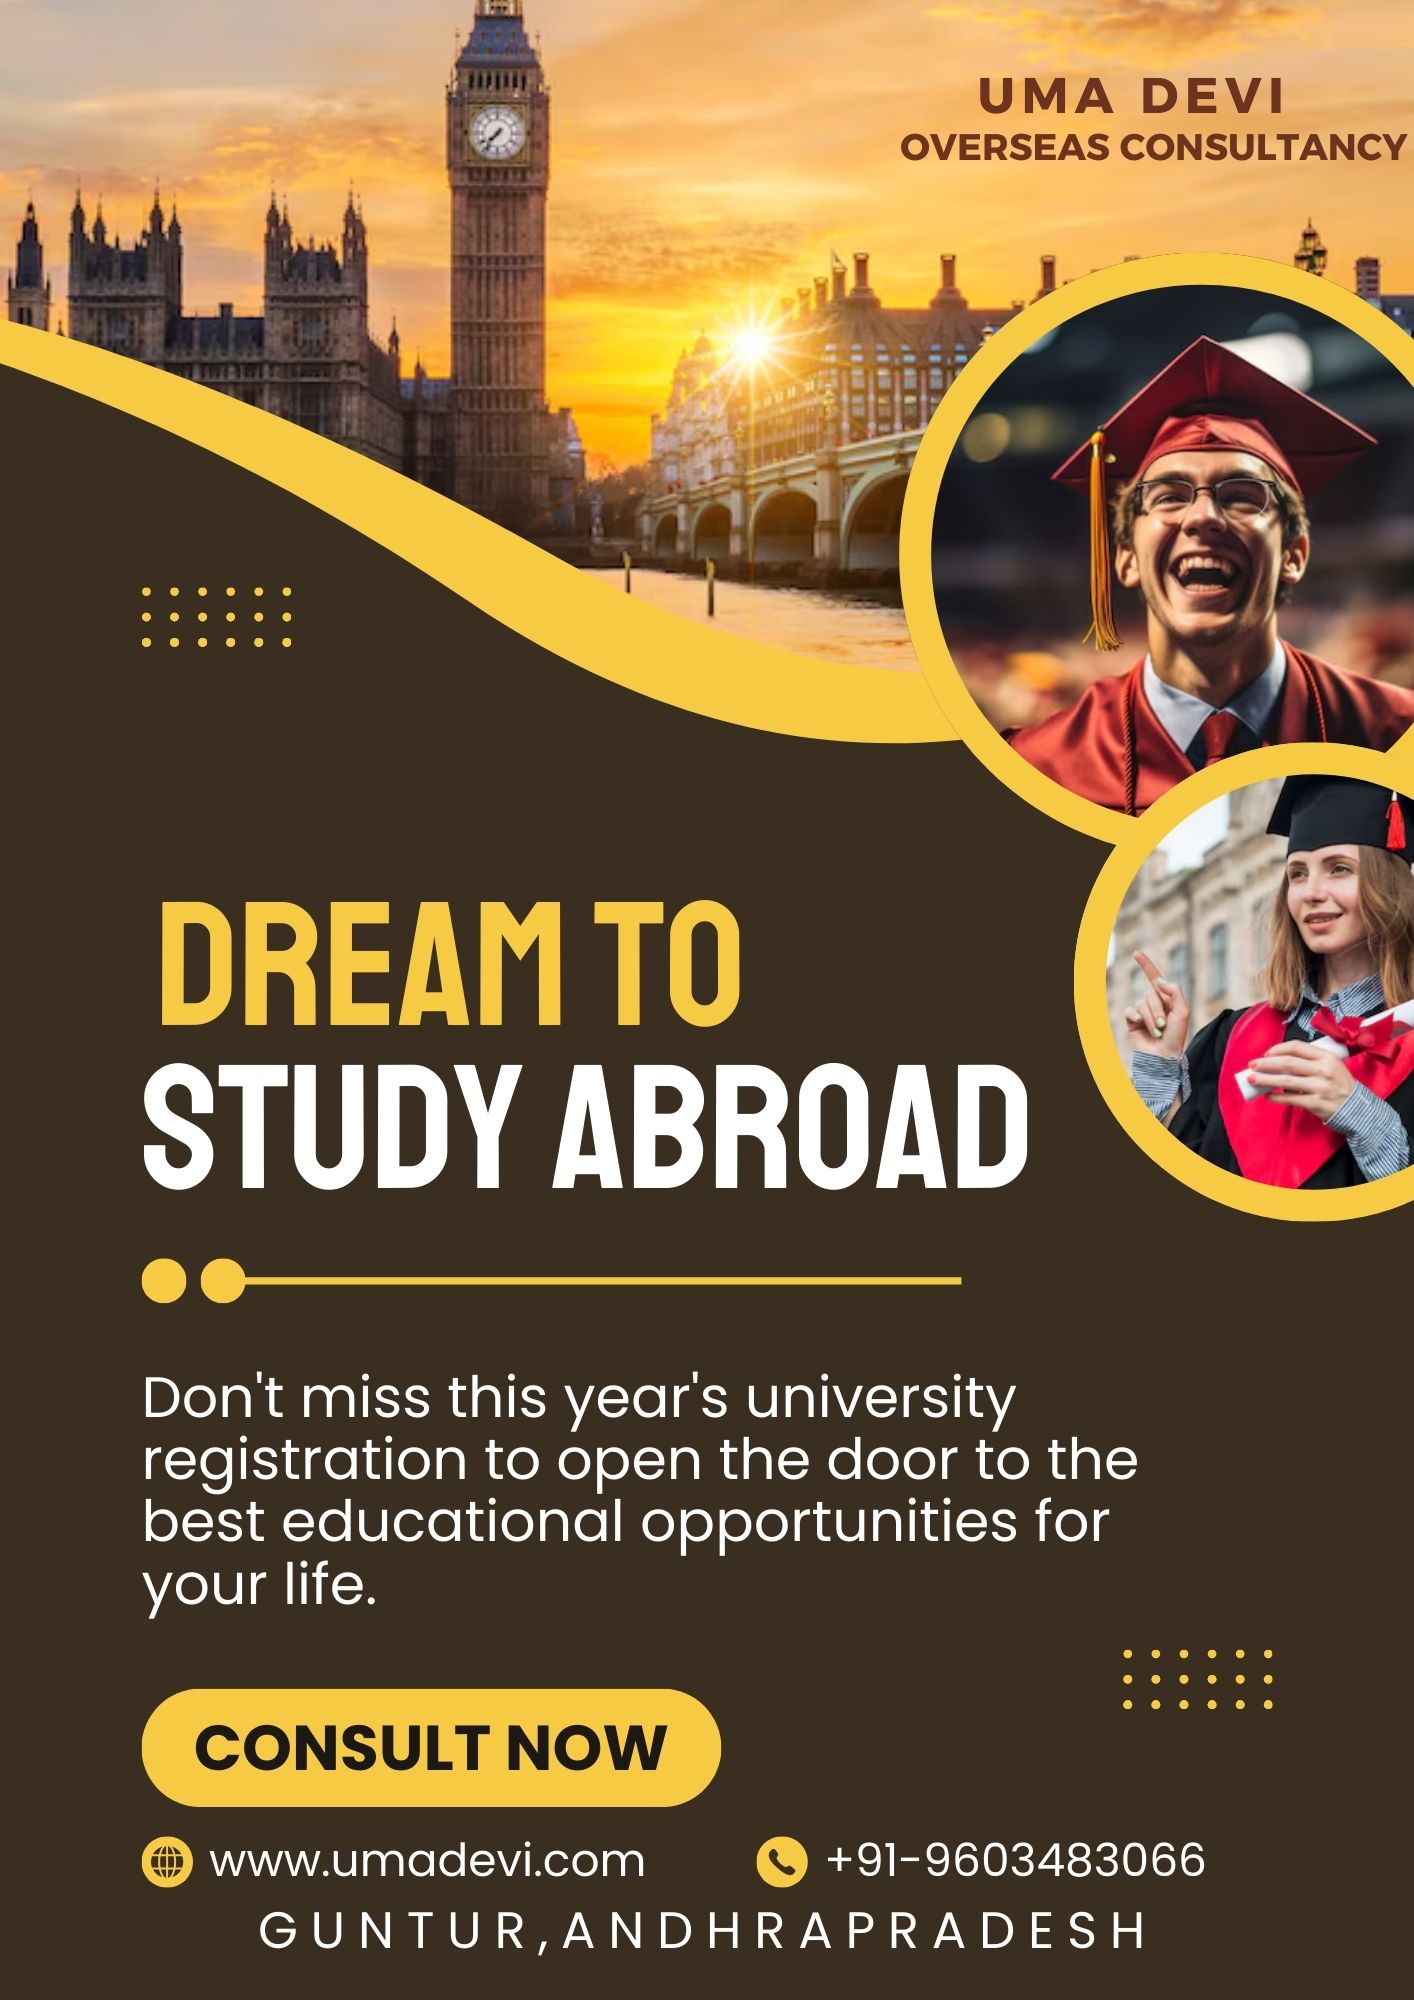 UMA DEVI
OVERSEAS CONSULTANCY
DREAM TO
STUDY ABROAD
Don't miss this year's university
registration to open the door to the
best educational opportunities for
your life.
CONSULT NOW
www.umadevi.com
+91-9603483066
GUNTUR,ANDHRAPRADESH